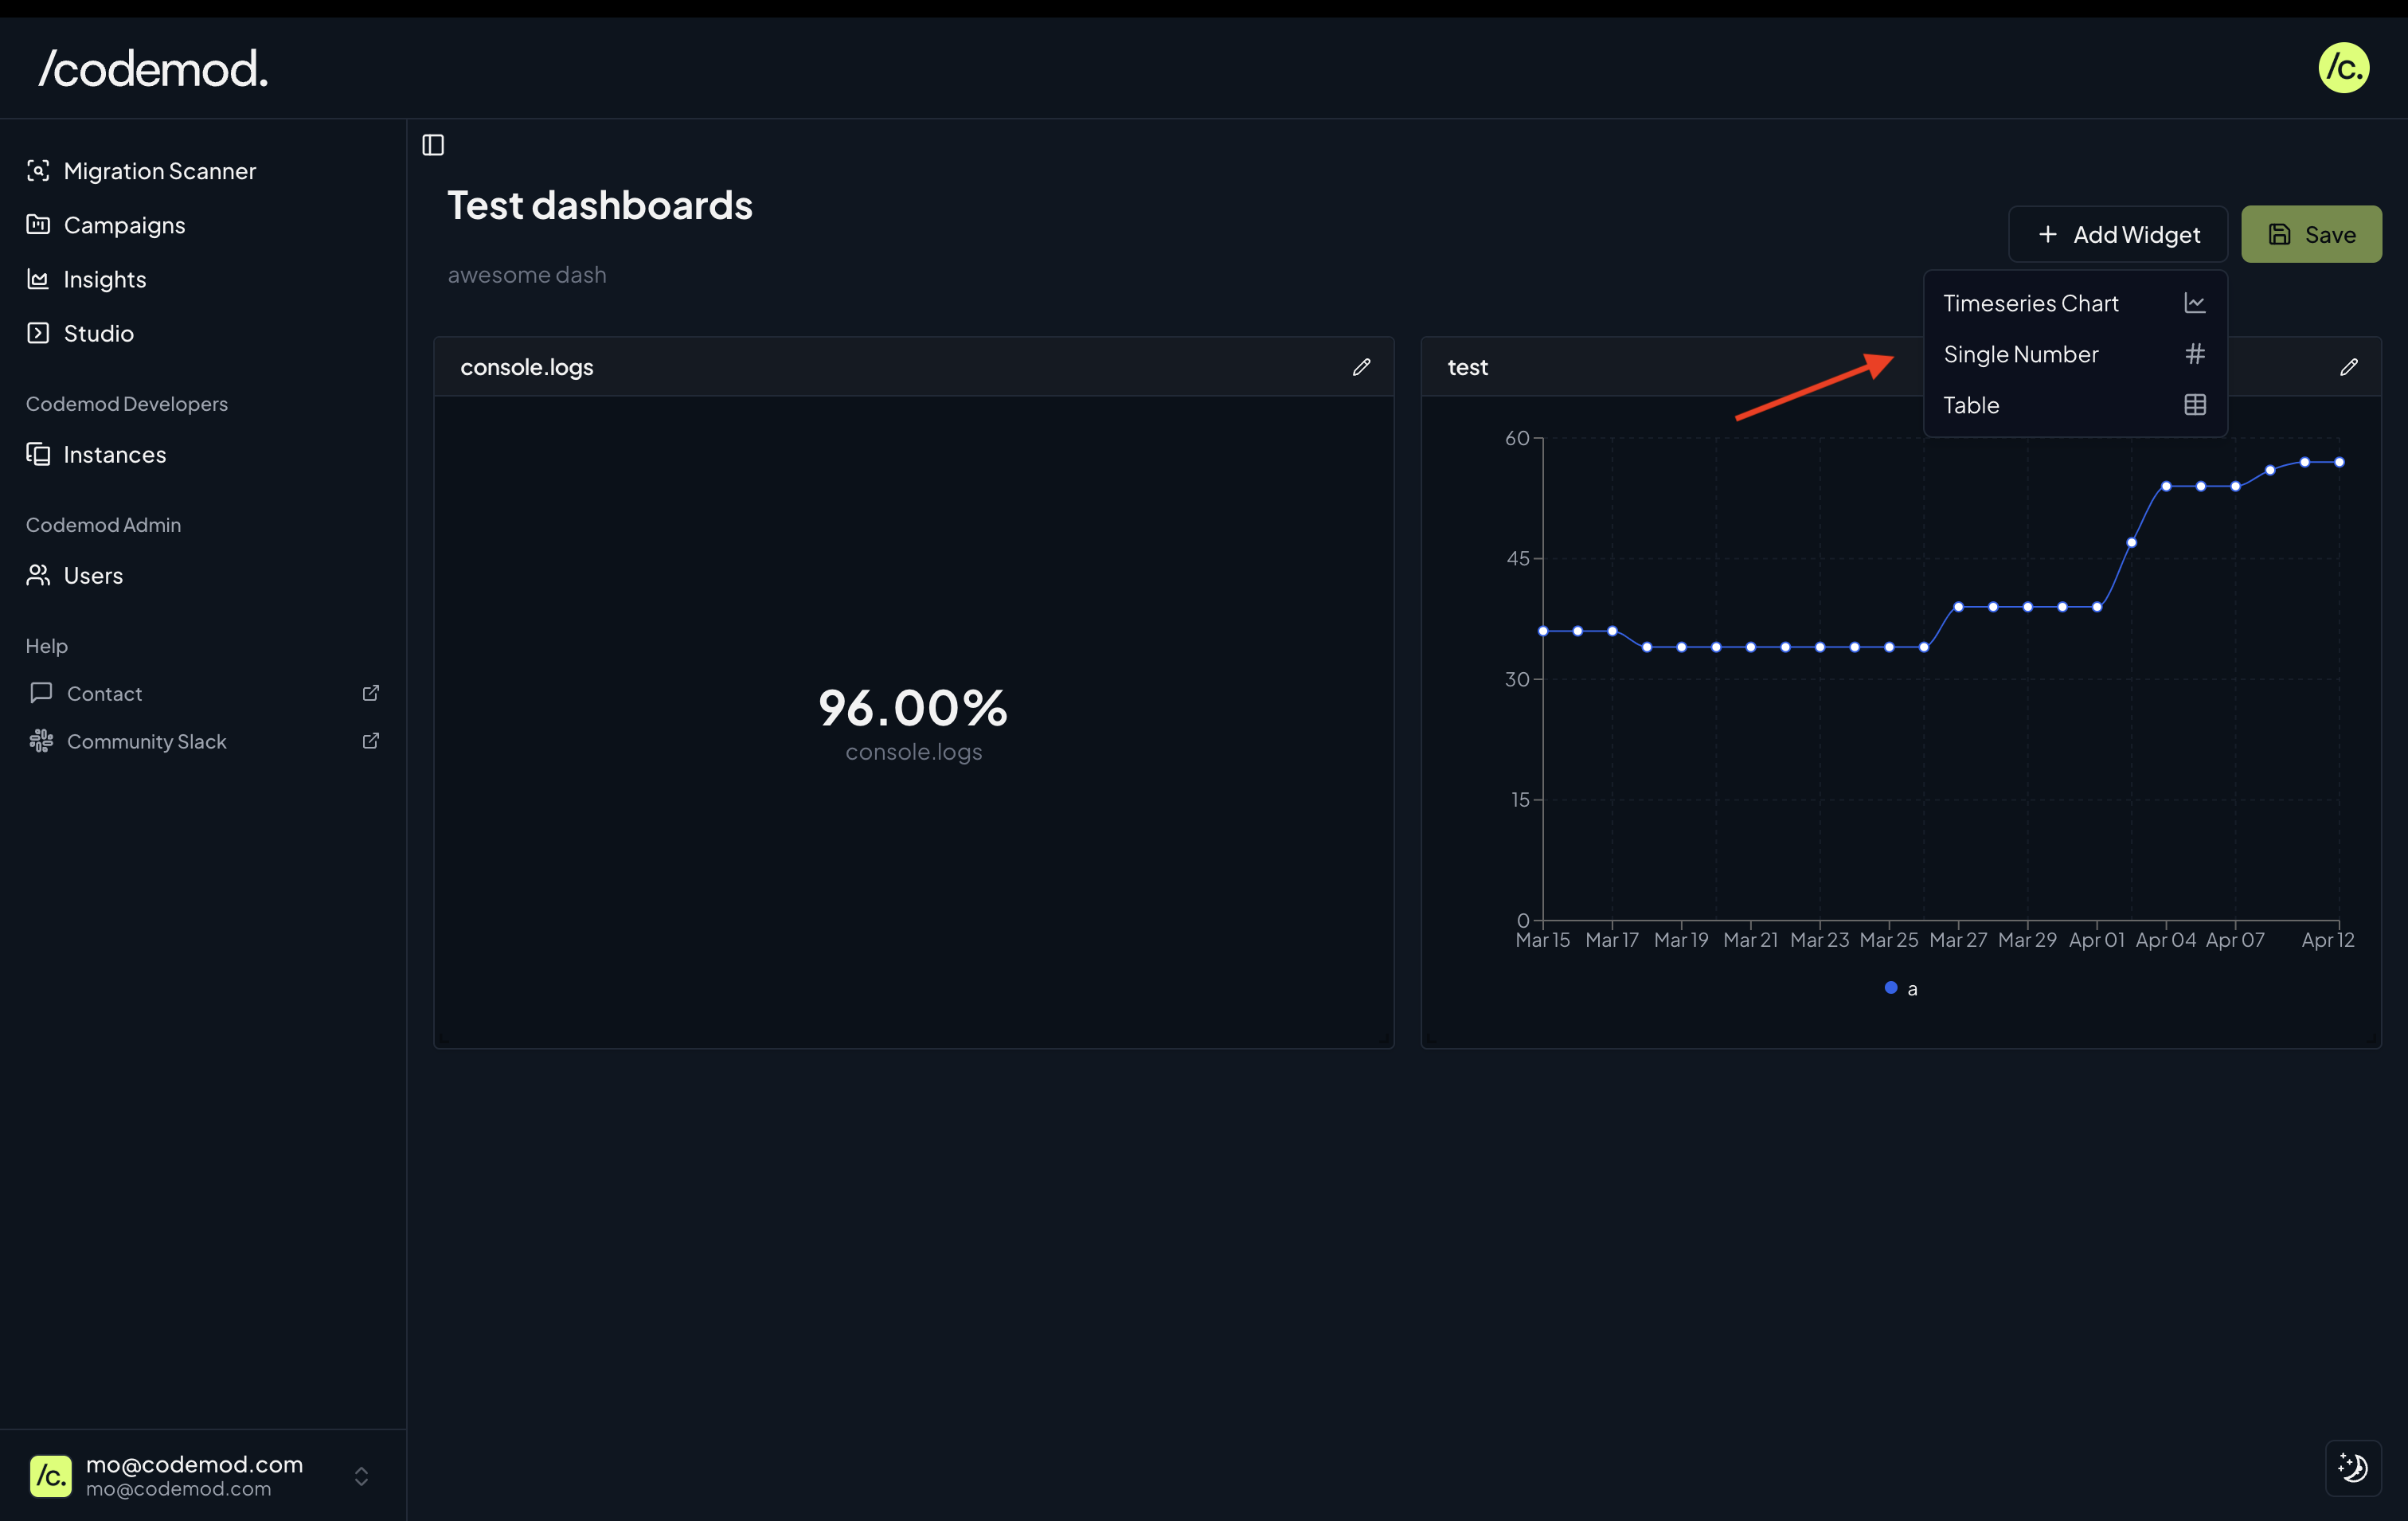 /codemod.
/c.
Migration Scanner
Campaigns
Insights
Studio
Codemod Developers
Instances
Codemod Admin
Users
Help
Contact
Community Slack
Test dashboards
awesome dash
Add Widget
Save
Timeseries Chart
Single Number
Table
console.logs
96.00%
console.logs
test
60
45
30
15
0
Mar 15 Mar 17 Mar 19 Mar 21 Mar 23 Mar 25 Mar 27 Mar 29 Apr 01 Apr 04 Apr 07 Apr 12
a
/c.
mo@codemod.com
mo@codemod.com